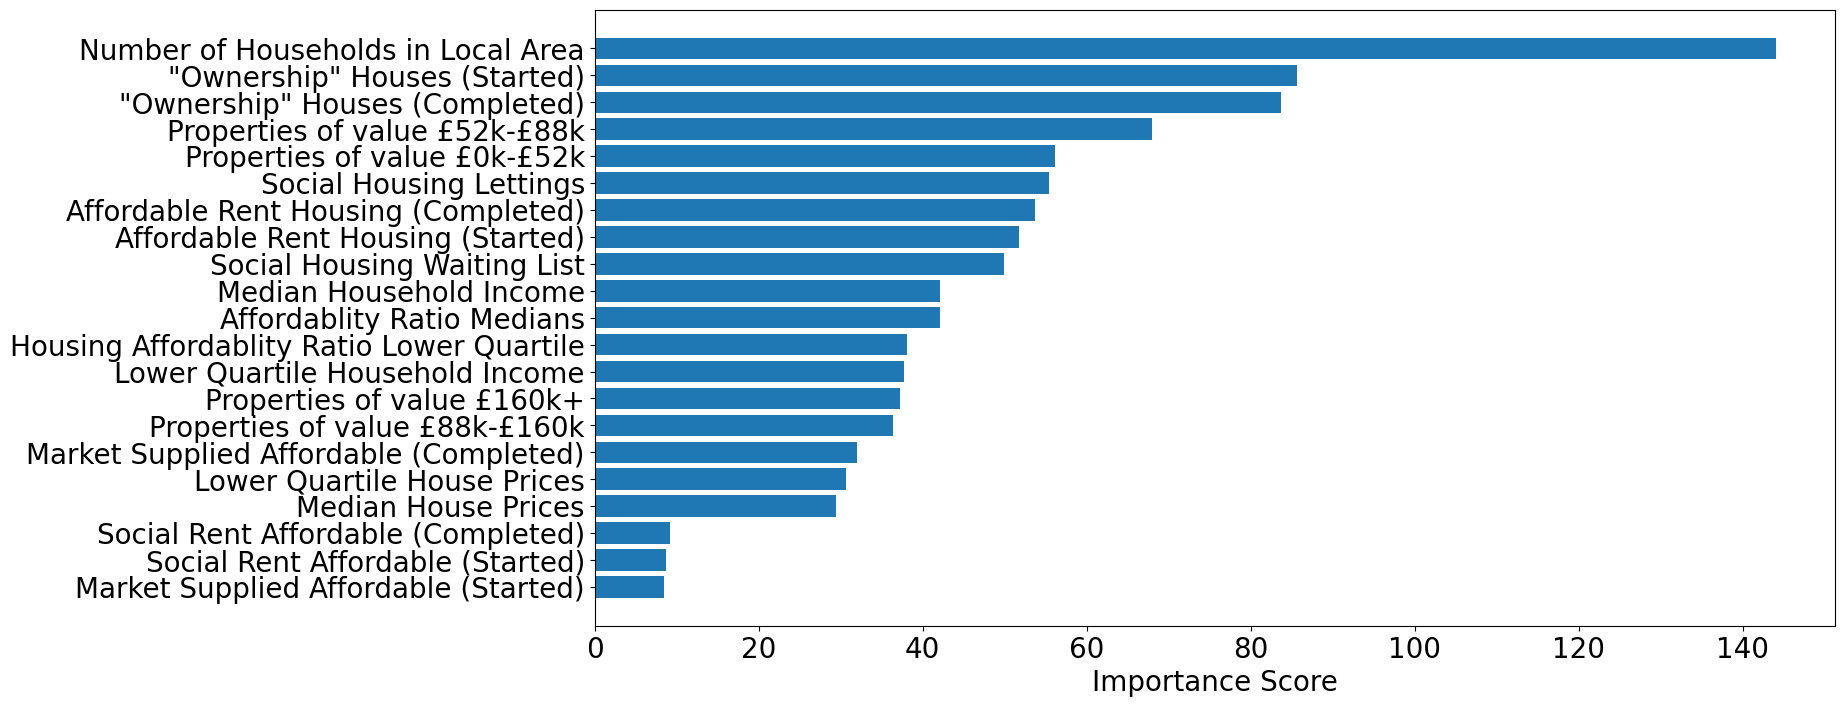 Number of Households in Local Area
"Ownership" Houses (Started)
"Ownership" Houses (Completed)
Properties of value £52k-£88k
Properties of value £0k-£52k
Social Housing Lettings
Affordable Rent Housing (Completed)
Affordable Rent Housing (Started)
Social Housing Waiting List
Median Household Income
Affordablity Ratio Medians
Housing Affordablity Ratio Lower Quartile
Lower Quartile Household Income
Properties of value £160k+
Properties of value £88k-£160k
Market Supplied Affordable (Completed)
Lower Quartile House Prices
Median House Prices
Social Rent Affordable (Completed)
Social Rent Affordable (Started)
Market Supplied Affordable (Started)
0 20 40 60 80 100 120 140
Importance Score